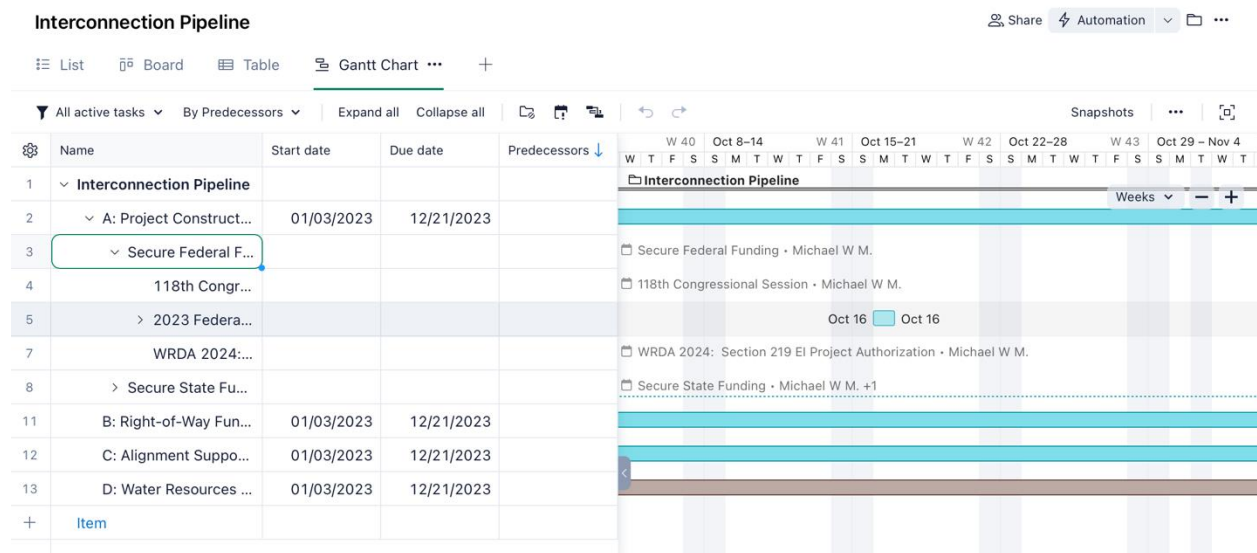 Interconnection Pipeline
Share Automation
List Board Table Gantt Chart
All active tasks By Predecessors Expand all Collapse all Snapshots
W 40 Oct 8–14 W 41 Oct 15–21 W 42 Oct 22–28 W 43 Oct 29 – Nov 4
Name Start date Due date Predecessors
W T F S S M T W T F S S M T W T F S S M T W T F S S M T W T
1 Interconnection Pipeline
Interconnection Pipeline
Weeks
2 A: Project Construct... 01/03/2023 12/21/2023
3 Secure Federal F... Secure Federal Funding • Michael W M.
4 118th Congr... 118th Congressional Session • Michael W M.
5 2023 Federa... Oct 16 Oct 16
7 WRDA 2024:... WRDA 2024: Section 219 EI Project Authorization • Michael W M.
8 Secure State Fu... Secure State Funding • Michael W M. +1
11 B: Right-of-Way Fun... 01/03/2023 12/21/2023
12 C: Alignment Suppo... 01/03/2023 12/21/2023
13 D: Water Resources ... 01/03/2023 12/21/2023
Item